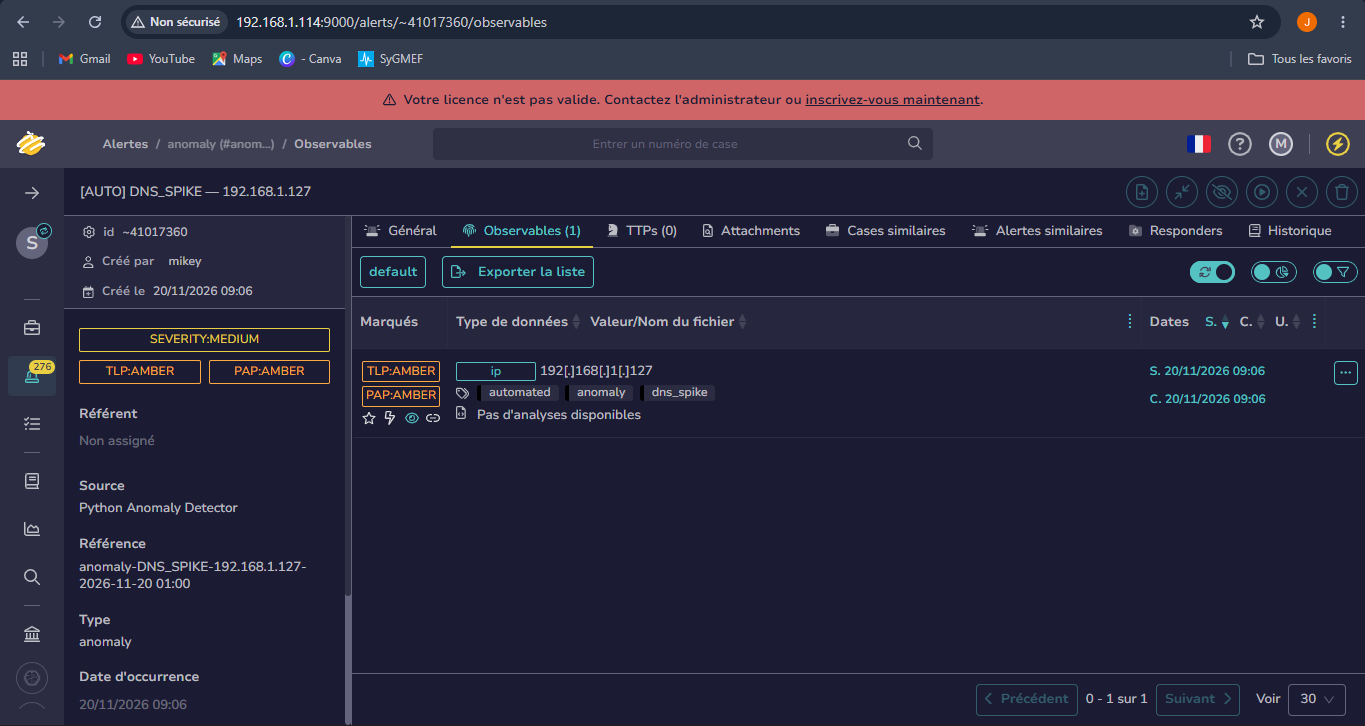 Non sécurisé 192.168.1.114:9000/alerts/~41017360/observables J
Gmail YouTube Maps C - Canva SyGMEF Tous les favoris
Votre licence n'est pas valide. Contactez l'administrateur ou inscrivez-vous maintenant.
Alertes / anomaly (#anom...) / Observables Entrer un numéro de case ? M
[AUTO] DNS_SPIKE — 192.168.1.127
S
276
id ~41017360
Créé par mikey
Créé le 20/11/2026 09:06
SEVERITY:MEDIUM
TLP:AMBER PAP:AMBER
Référent
Non assigné
Source
Python Anomaly Detector
Référence
anomaly-DNS_SPIKE-192.168.1.127-
2026-11-20 01:00
Type
anomaly
Date d'occurrence
20/11/2026 09:06
Général Observables (1) TTPs (0) Attachments Cases similaires Alertes similaires Responders Historique
default Exporter la liste
Marqués Type de données Valeur/Nom du fichier Dates S. C. U.
TLP:AMBER ip 192[.]168[.]1[.]127 S. 20/11/2026 09:06
PAP:AMBER automated anomaly dns_spike C. 20/11/2026 09:06
Pas d'analyses disponibles
Précédent 0 - 1 sur 1 Suivant Voir 30